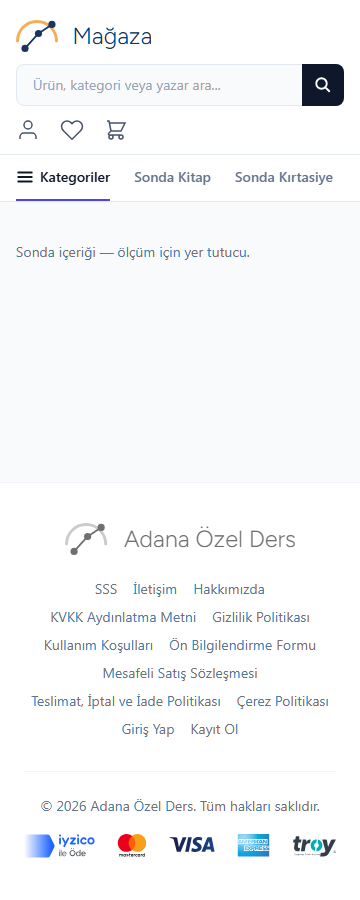 Mağaza
Ürün, kategori veya yazar ara...
Kategoriler Sonda Kitap Sonda Kırtasiye
Sonda içeriği — ölçüm için yer tutucu.
Adana Özel Ders
SSS İletişim Hakkımızda
KVKK Aydınlatma Metni Gizlilik Politikası
Kullanım Koşulları Ön Bilgilendirme Formu
Mesafeli Satış Sözleşmesi
Teslimat, İptal ve İade Politikası Çerez Politikası
Giriş Yap Kayıt Ol
© 2026 Adana Özel Ders. Tüm hakları saklıdır.
iyzico ile Öde mastercard VISA AMERICAN EXPRESS troy